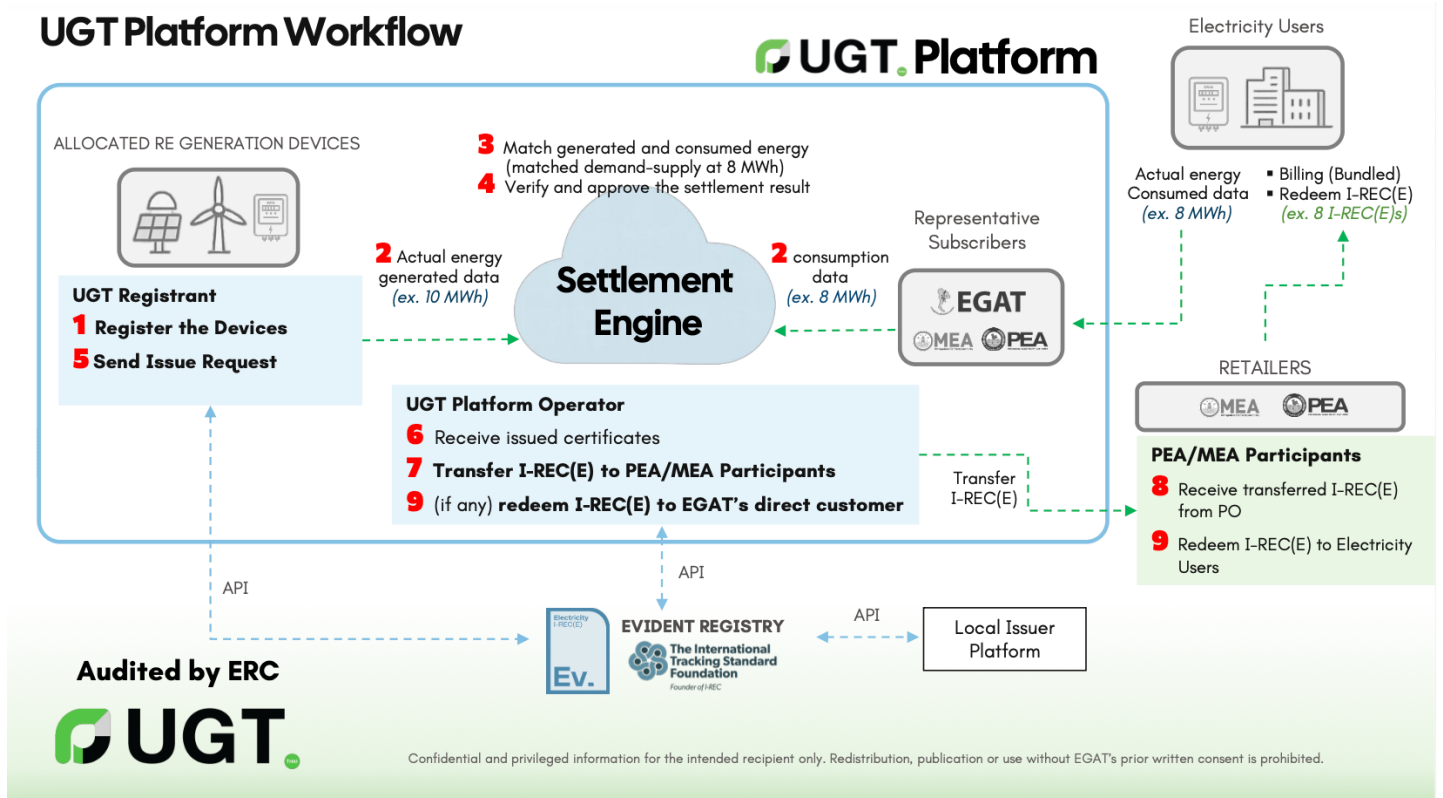 UGT Platform Workflow
UGT. Platform
Electricity Users
ALLOCATED RE GENERATION DEVICES
3 Match generated and consumed energy
(matched demand-supply at 8 MWh)
4 Verify and approve the settlement result
Actual energy
Consumed data
(ex. 8 MWh)
▪ Billing (Bundled)
▪ Redeem I-REC(E)
(ex. 8 I-REC(E)s)
Representative
Subscribers
2 Actual energy
generated data
(ex. 10 MWh)
Settlement
Engine
2 consumption
data
(ex. 8 MWh)
EGAT
MEA
PEA
UGT Registrant
1 Register the Devices
5 Send Issue Request
RETAILERS
MEA
PEA
UGT Platform Operator
6 Receive issued certificates
7 Transfer I-REC(E) to PEA/MEA Participants
9 (if any) redeem I-REC(E) to EGAT's direct customer
Transfer
I-REC(E)
PEA/MEA Participants
8 Receive transferred I-REC(E)
from PO
9 Redeem I-REC(E) to Electricity
Users
API
API
API
Electricity
I-REC(E)
Ev.
EVIDENT REGISTRY
The International
Tracking Standard
Foundation
Founder of I-REC
Local Issuer
Platform
Audited by ERC
UGT.
Confidential and privileged information for the intended recipient only. Redistribution, publication or use without EGAT's prior written consent is prohibited.